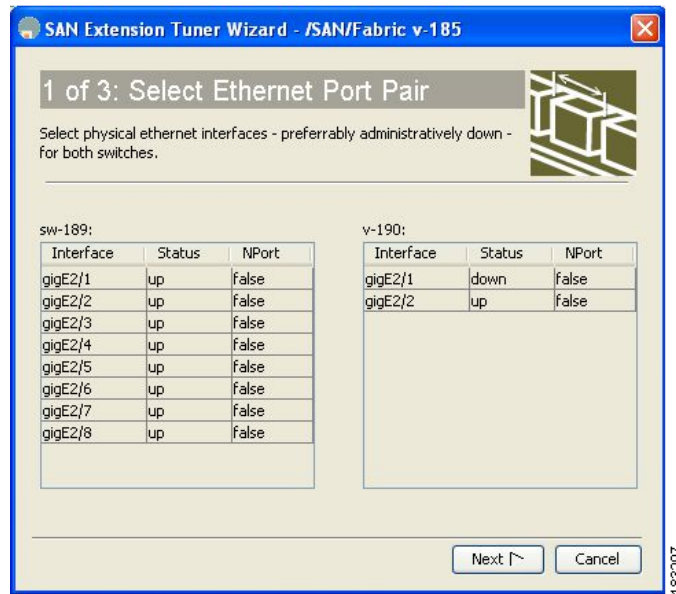 SAN Extension Tuner Wizard - /SAN/Fabric v-185
1 of 3: Select Ethernet Port Pair
Select physical ethernet interfaces - preferrably administratively down -
for both switches.
sw-189:
Interface Status NPort
gigE2/1 up false
gigE2/2 up false
gigE2/3 up false
gigE2/4 up false
gigE2/5 up false
gigE2/6 up false
gigE2/7 up false
gigE2/8 up false
v-190:
Interface Status NPort
gigE2/1 down false
gigE2/2 up false
Next Cancel